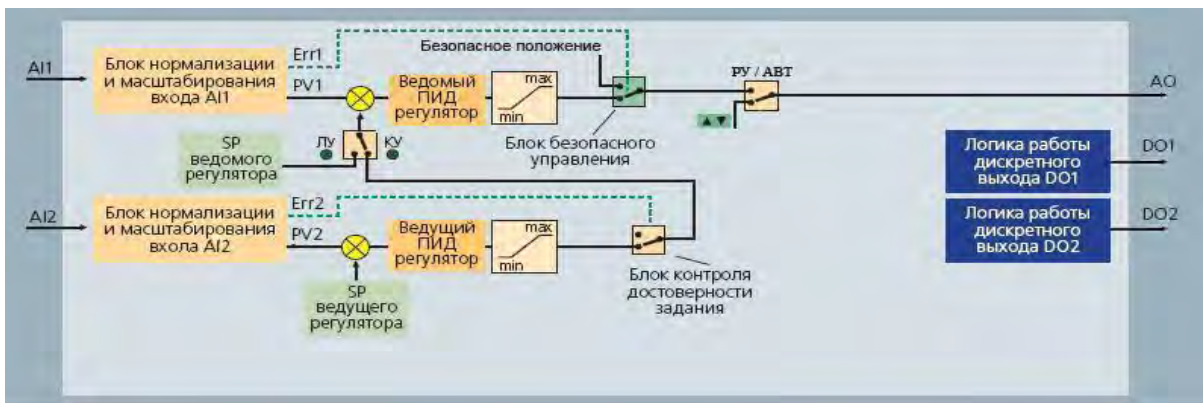 AI1
Блок нормализации
и масштабирования
входа AI1
Err1
PV1
Ведомый
ПИД
регулятор
max
min
Безопасное положение
Блок безопасного
управления
РУ / АВТ
▲▼
AO
SP
ведомого
регулятора
ЛУ
КУ
Логика работы
дискретного
выхода DO1
DO1
AI2
Блок нормализации
и масштабирования
вхола AI2
Err2
PV2
Ведущий
ПИД
регулятор
max
min
SP
ведущего
регулятора
Блок контроля
достоверности
задания
Логика работы
дискретного
выхода DO2
DO2